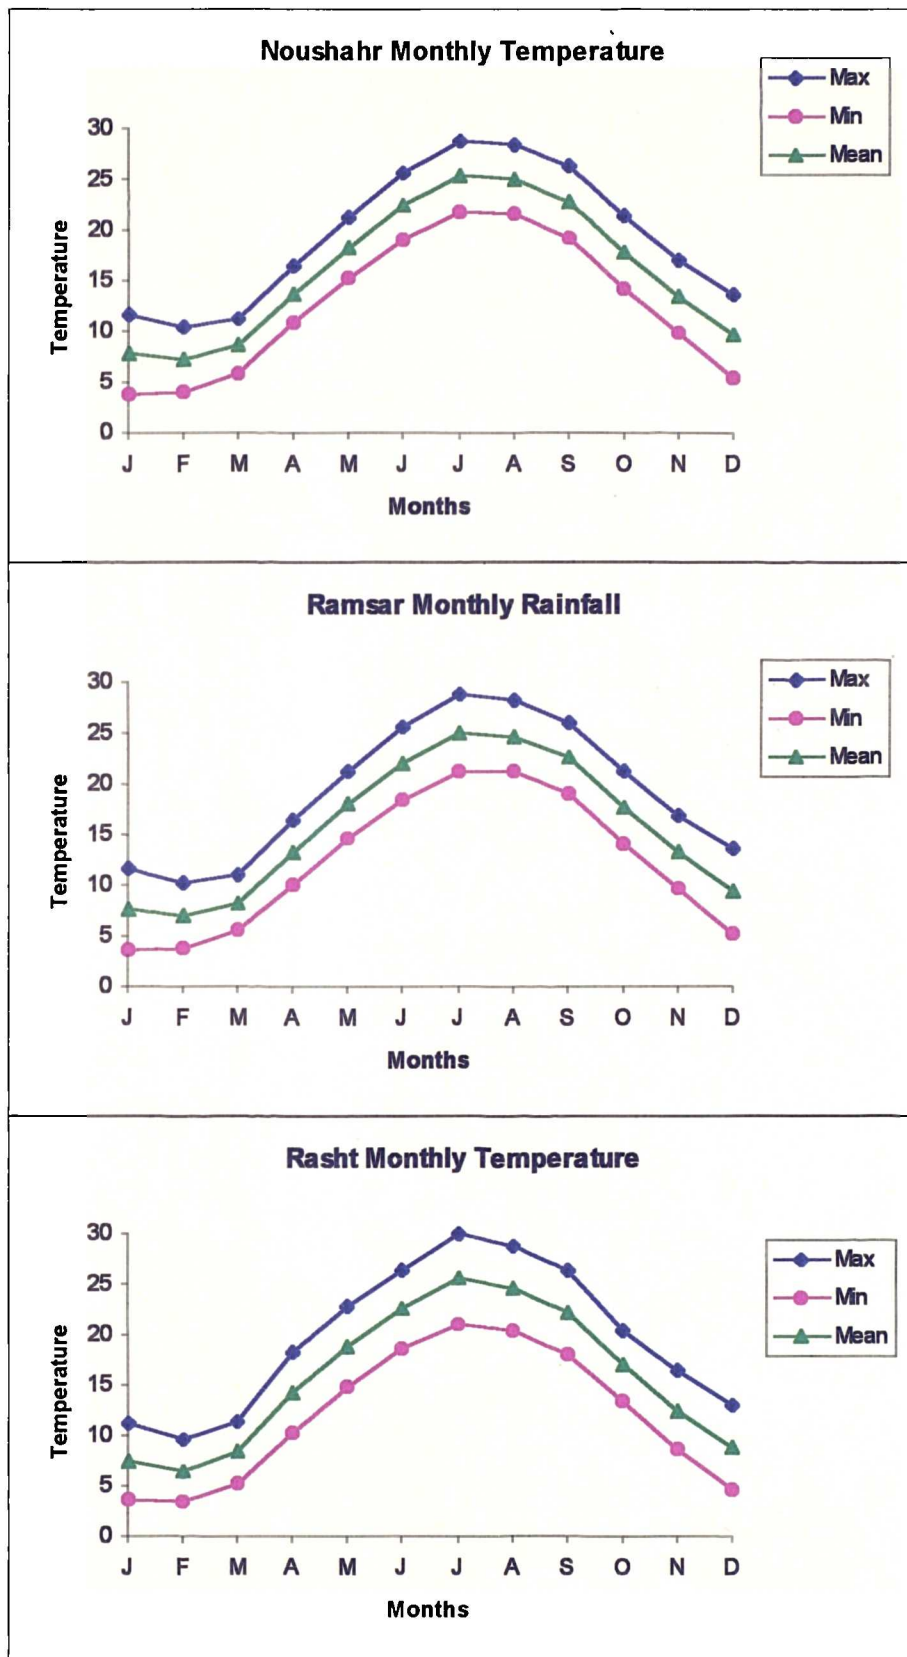 Noushahr Monthly Temperature
Max
Min
Mean
Temperature
30
25
20
15
10
5
0
J F M A M J J A S O N D
Months
Ramsar Monthly Rainfall
Max
Min
Mean
Temperature
30
25
20
15
10
5
0
J F M A M J J A S O N D
Months
Rasht Monthly Temperature
Max
Min
Mean
Temperature
30
25
20
15
10
5
0
J F M A M J J A S O N D
Months